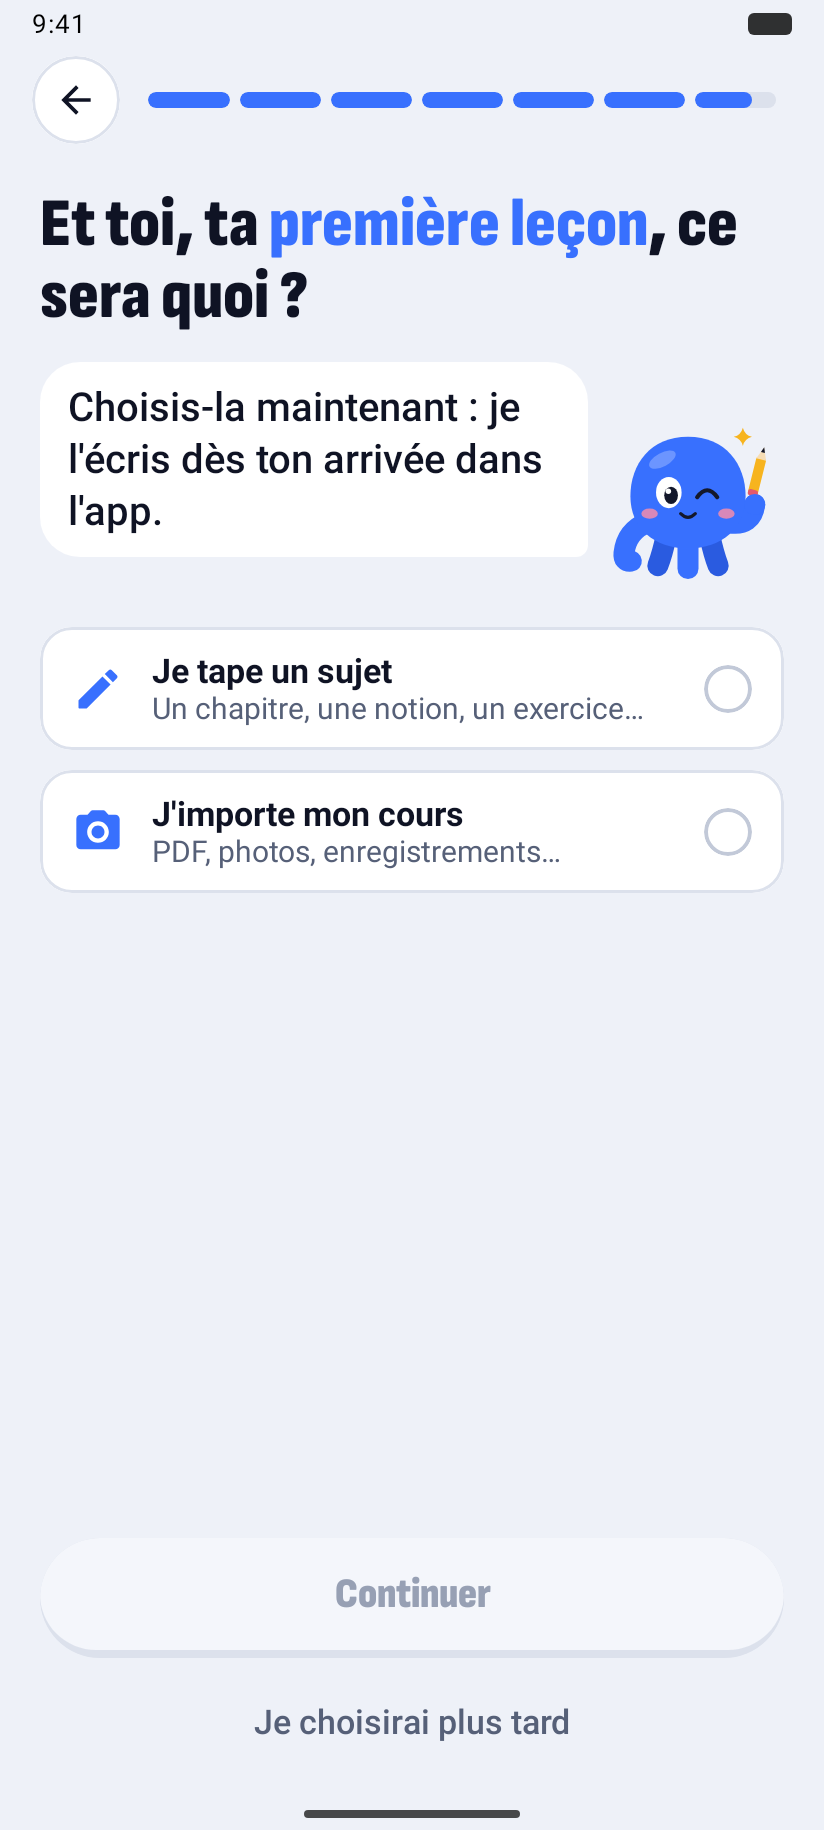 9:41
Et toi, ta première leçon, ce
sera quoi ?
Choisis-la maintenant : je
l'écris dès ton arrivée dans
l'app.
Je tape un sujet
Un chapitre, une notion, un exercice…
J'importe mon cours
PDF, photos, enregistrements…
Continuer
Je choisirai plus tard